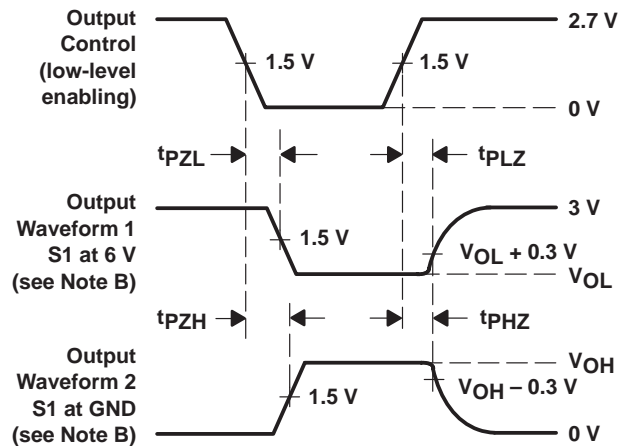 Output
Control
(low-level
enabling)
2.7 V
1.5 V
1.5 V
0 V
tPZL
tPLZ
Output
Waveform 1
S1 at 6 V
(see Note B)
3 V
1.5 V
VOL + 0.3 V
VOL
tPZH
tPHZ
Output
Waveform 2
S1 at GND
(see Note B)
VOH
VOH – 0.3 V
1.5 V
0 V